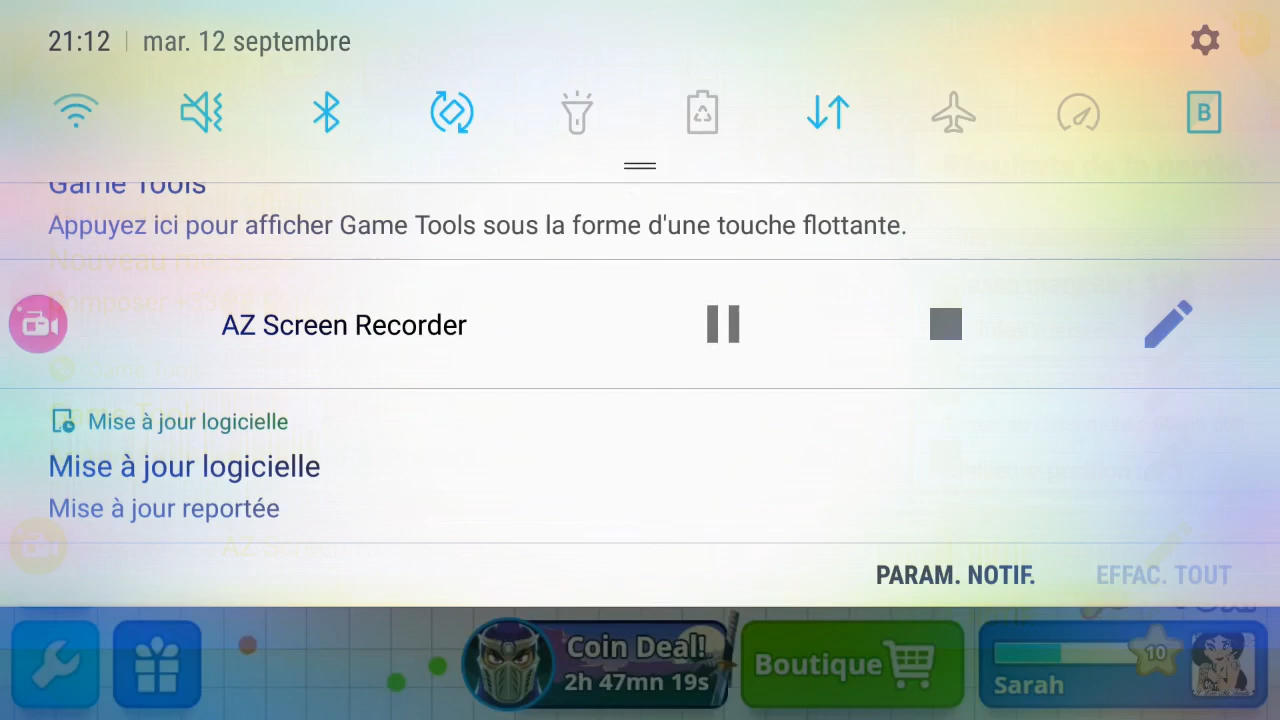 21:12 | mar. 12 septembre
B
Game Tools
Appuyez ici pour afficher Game Tools sous la forme d'une touche flottante.
AZ Screen Recorder
Mise à jour logicielle
Mise à jour logicielle
Mise à jour reportée
PARAM. NOTIF.
EFFAC. TOUT
Coin Deal!
2h 47mn 19s
Boutique
10
Sarah